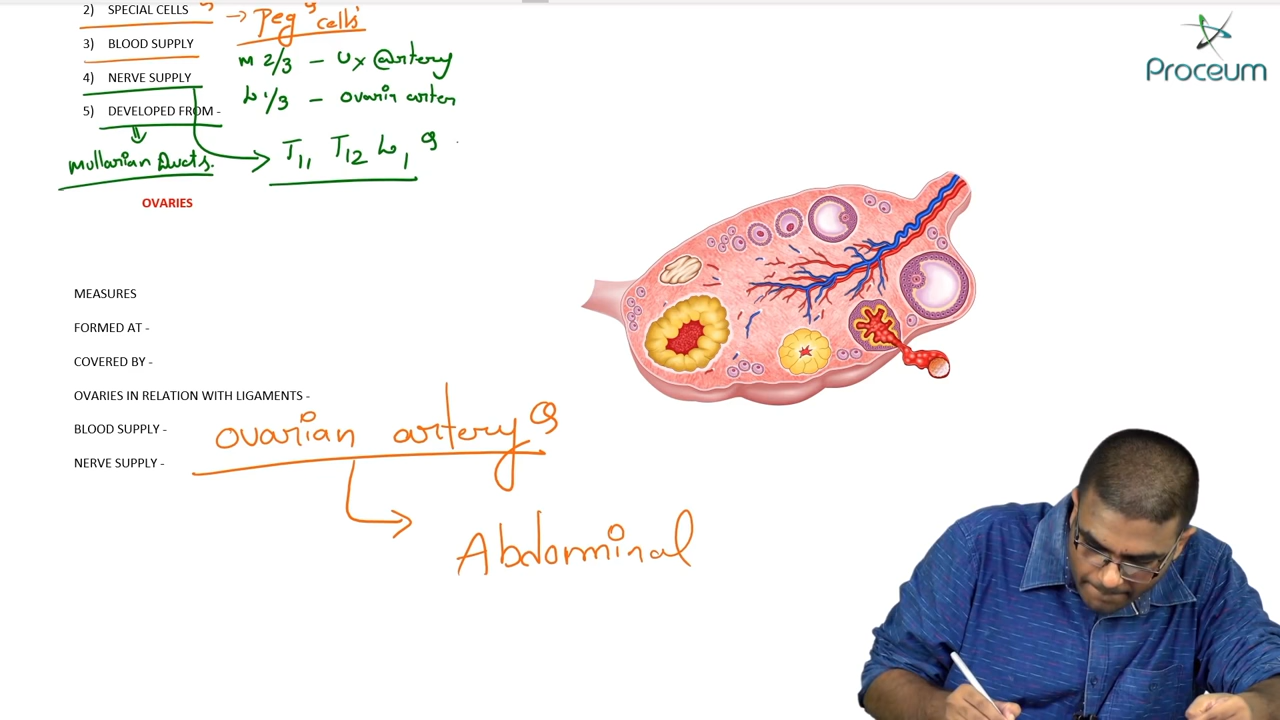 2) SPECIAL CELLS → Peg cells
Proceum
3) BLOOD SUPPLY
M 2/3 - Ux artery
4) NERVE SUPPLY
L 1/3 - ovarin arter
5) DEVELOPED FROM -
mullarian Ducts.
T11 T12 L1
OVARIES
MEASURES
FORMED AT -
COVERED BY -
OVARIES IN RELATION WITH LIGAMENTS -
BLOOD SUPPLY - ovarian artery
NERVE SUPPLY -
Abdominal